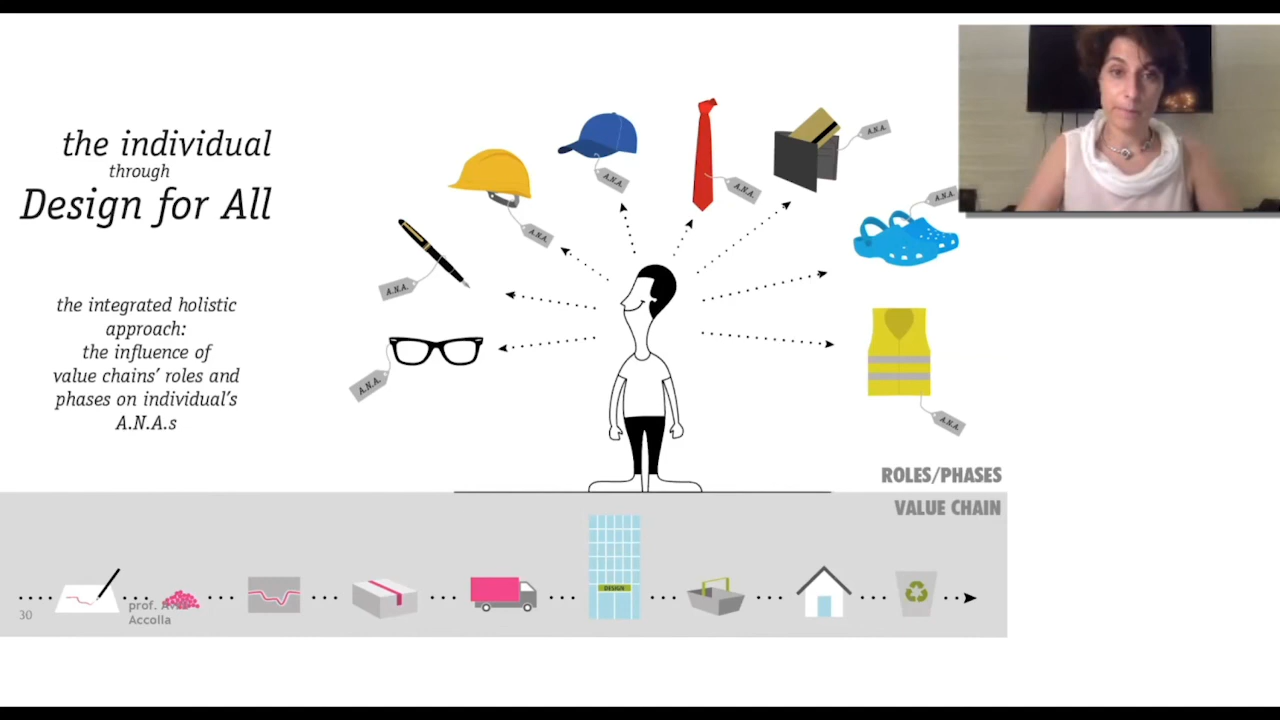 the individual
through
Design for All
the integrated holistic
approach:
the influence of
value chains' roles and
phases on individual's
A.N.A.s
A.N.A.
A.N.A.
A.N.A.
A.N.A.
A.N.A.
A.N.A.
A.N.A.
A.N.A.
ROLES/PHASES
VALUE CHAIN
DESIGN
prof.
Accolla
30